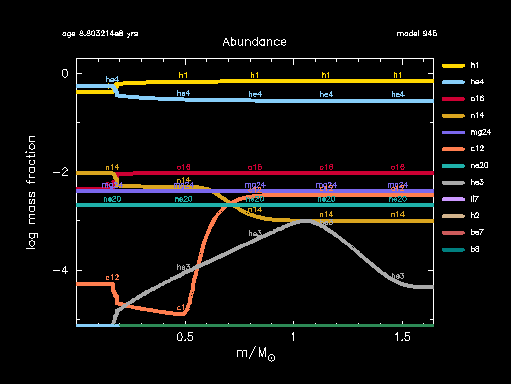 age 8.803214e8 yrs
model 945
Abundance
h1 h1 h1 h1
he4
he4 he4 he4 he4
n14
o16 o16 o16 o16
n14
mg24 mg24 mg24 mg24
ne20 ne20 ne20 ne20
n14 n14 n14
he3
he3
he3
c12
0
−2
−4
0.5 1 1.5
log mass fraction
m/M☉
h1
he4
o16
n14
mg24
c12
ne20
he3
li7
h2
be7
b8